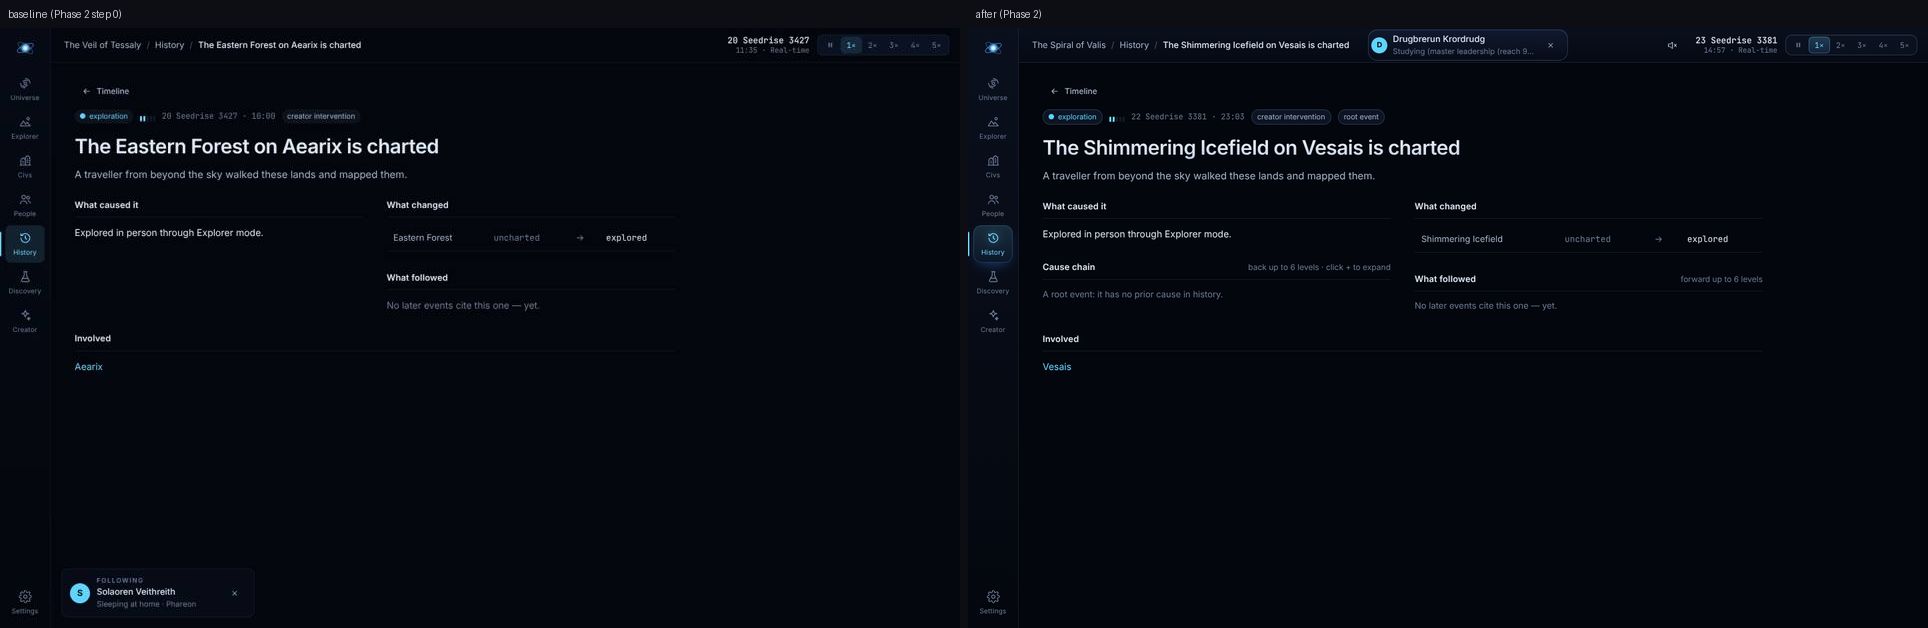 baseline (Phase 2 step 0)
The Veil of Tessaly / History / The Eastern Forest on Aearix is charted
20 Seedrise 3427
11:35 · Real-time
1× 2× 3× 4× 5×
Universe
Explorer
Civs
People
History
Discovery
Creator
Settings
← Timeline
exploration 20 Seedrise 3427 · 16:00 creator intervention
The Eastern Forest on Aearix is charted
A traveller from beyond the sky walked these lands and mapped them.
What caused it
Explored in person through Explorer mode.
What changed
Eastern Forest uncharted → explored
What followed
No later events cite this one — yet.
Involved
Aearix
S
FOLLOWING
Solaoren Veithreith
Sleeping at home · Phareon
×
after (Phase 2)
The Spiral of Valis / History / The Shimmering Icefield on Vesais is charted
D
Drugbrerun Krordrudg
Studying (master leadership (reach 9...
×
23 Seedrise 3381
14:57 · Real-time
1× 2× 3× 4× 5×
Universe
Explorer
Civs
People
History
Discovery
Creator
Settings
← Timeline
exploration 22 Seedrise 3381 · 23:03 creator intervention root event
The Shimmering Icefield on Vesais is charted
A traveller from beyond the sky walked these lands and mapped them.
What caused it
Explored in person through Explorer mode.
Cause chain back up to 6 levels · click + to expand
A root event: it has no prior cause in history.
What changed
Shimmering Icefield uncharted → explored
What followed forward up to 6 levels
No later events cite this one — yet.
Involved
Vesais